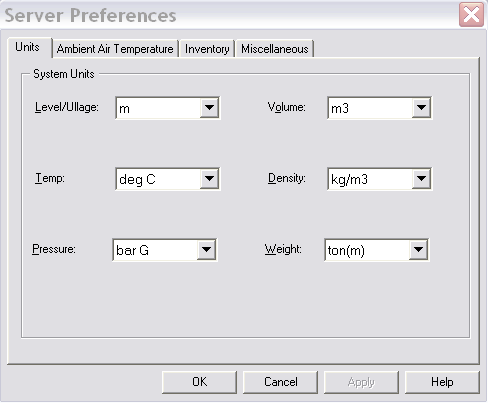 Server Preferences
Units Ambient Air Temperature Inventory Miscellaneous
System Units
Level/Ullage: m Volume: m3
Temp: deg C Density: kg/m3
Pressure: bar G Weight: ton(m)
OK Cancel Apply Help